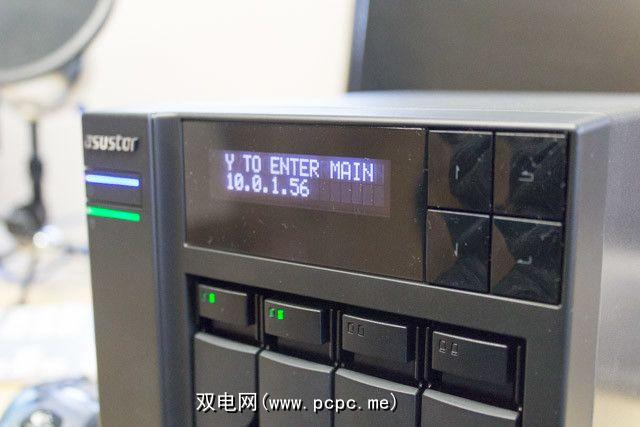 asustor
Y TO ENTER MAIN
10.0.1.56
双电网(www.pcpc.me)